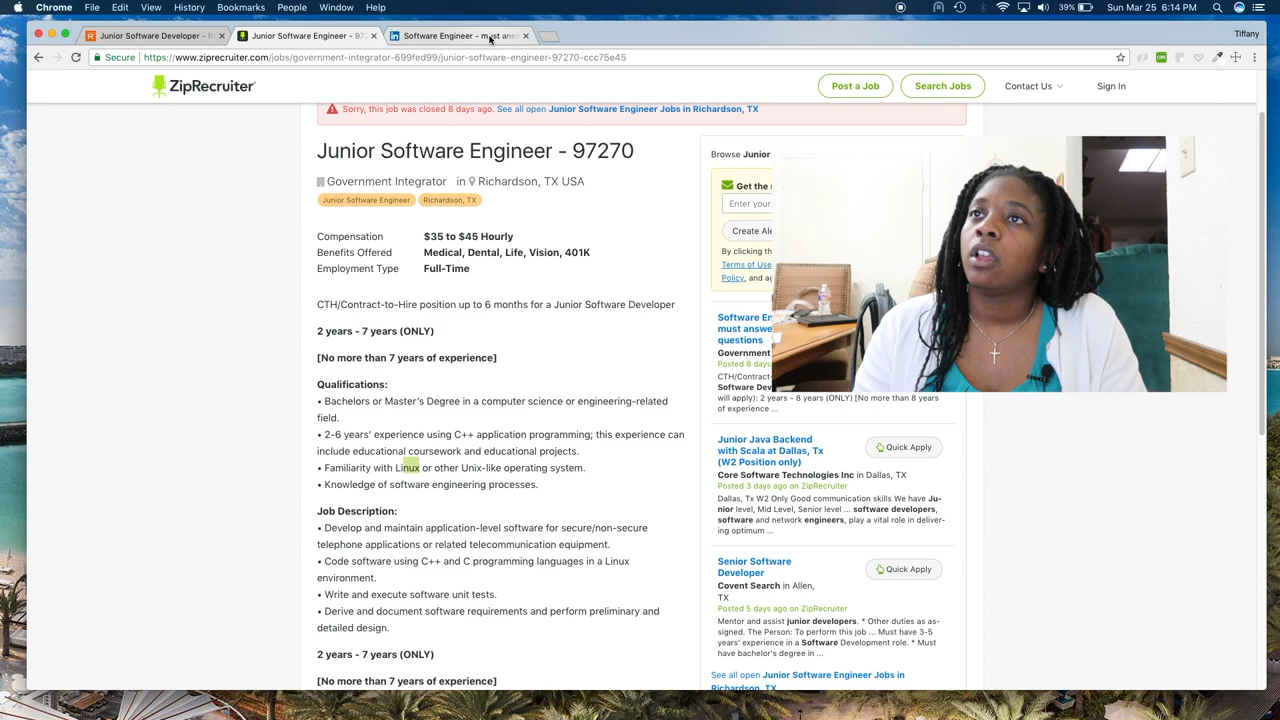 Chrome File Edit View History Bookmarks People Window Help
39% Sun Mar 26 6:14 PM
Junior Software Developer - R
Junior Software Engineer - 97
Software Engineer - must ans
Tiffany
Secure https://www.ziprecruiter.com/jobs/government-integrator-699fed99/junior-software-engineer-97270-ccc75e45
ZipRecruiter
Post a Job
Search Jobs
Contact Us
Sign In
Sorry, this job was closed 8 days ago. See all open Junior Software Engineer Jobs in Richardson, TX
Junior Software Engineer - 97270
Government Integrator in Richardson, TX USA
Junior Software Engineer Richardson, TX
Compensation $35 to $45 Hourly
Benefits Offered Medical, Dental, Life, Vision, 401K
Employment Type Full-Time
CTH/Contract-to-Hire position up to 6 months for a Junior Software Developer
2 years - 7 years (ONLY)
[No more than 7 years of experience]
Qualifications:
• Bachelors or Master's Degree in a computer science or engineering-related
field.
• 2-6 years' experience using C++ application programming; this experience can
include educational coursework and educational projects.
• Familiarity with Linux or other Unix-like operating system.
• Knowledge of software engineering processes.
Job Description:
• Develop and maintain application-level software for secure/non-secure
telephone applications or related telecommunication equipment.
• Code software using C++ and C programming languages in a Linux
environment.
• Write and execute software unit tests.
• Derive and document software requirements and perform preliminary and
detailed design.
2 years - 7 years (ONLY)
[No more than 7 years of experience]
Browse Junior
Get the
Enter your
Create Ale
By clicking th
Terms of Use
Policy, and ag
Software En
must answe
questions
Government
Posted 8 days
CTH/Contract-
Software Dev
will apply): 2 years - 8 years (ONLY) [No more than 8 years
of experience ...
Junior Java Backend
with Scala at Dallas, Tx
(W2 Position only)
Quick Apply
Core Software Technologies Inc in Dallas, TX
Posted 3 days ago on ZipRecruiter
Dallas, Tx W2 Only Good communication skills We have Ju-
nior level, Mid Level, Senior level ... software developers,
software and network engineers, play a vital role in deliver-
ing optimum ...
Senior Software
Developer
Quick Apply
Covent Search in Allen,
TX
Posted 5 days ago on ZipRecruiter
Mentor and assist junior developers. * Other duties as as-
signed. The Person: To perform this job ... Must have 3-5
years' experience in a Software Development role. * Must
have bachelor's degree in ...
See all open Junior Software Engineer Jobs in
Richardson, TX